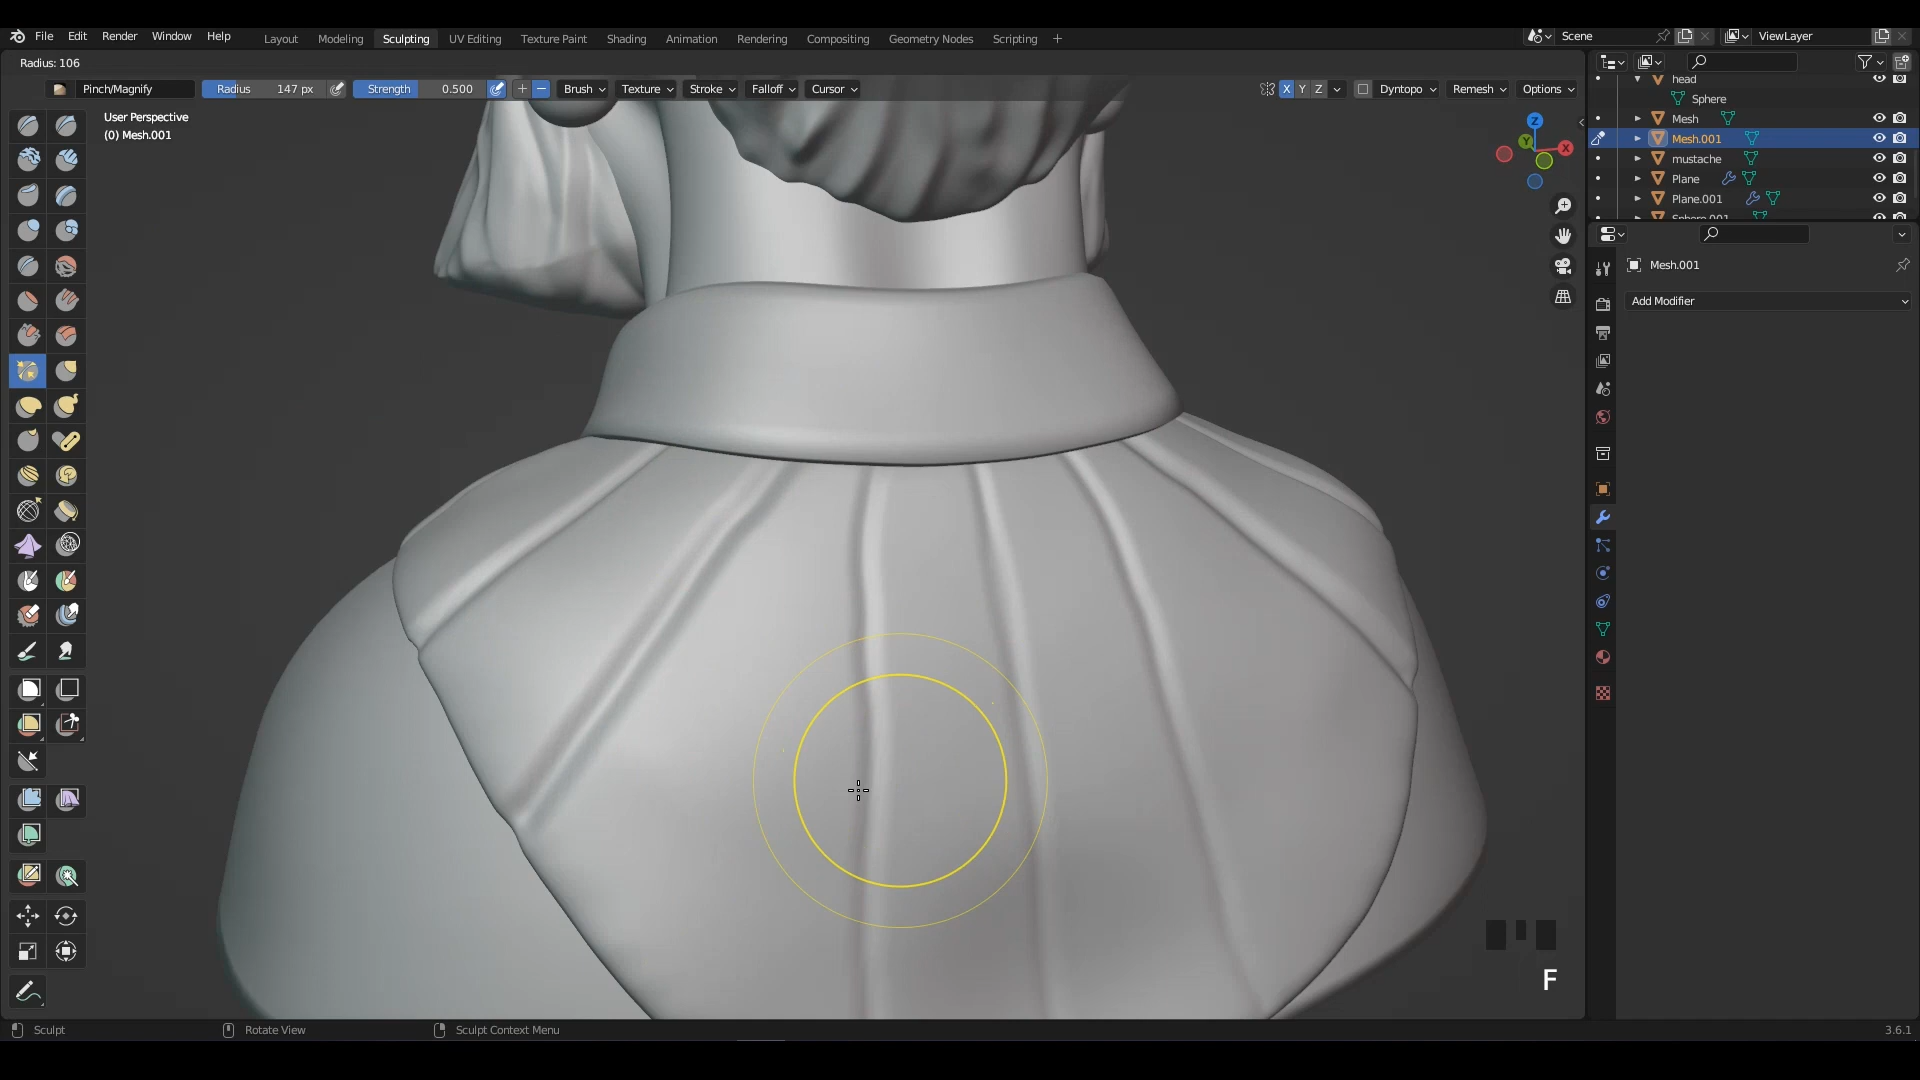 File Edit Render Window Help
Layout Modeling Sculpting UV Editing Texture Paint Shading Animation Rendering Compositing Geometry Nodes Scripting +
Scene ViewLayer
Radius: 106
Pinch/Magnify Radius 147 px Strength 0.500 Brush Texture Stroke Falloff Cursor X Y Z Dyntopo Remesh Options
User Perspective
(0) Mesh.001
Z
Y
X
head
Sphere
Mesh
Mesh.001
mustache
Plane
Plane.001
Sphere.001
Mesh.001
Add Modifier
F
Sculpt Rotate View Sculpt Context Menu 3.6.1